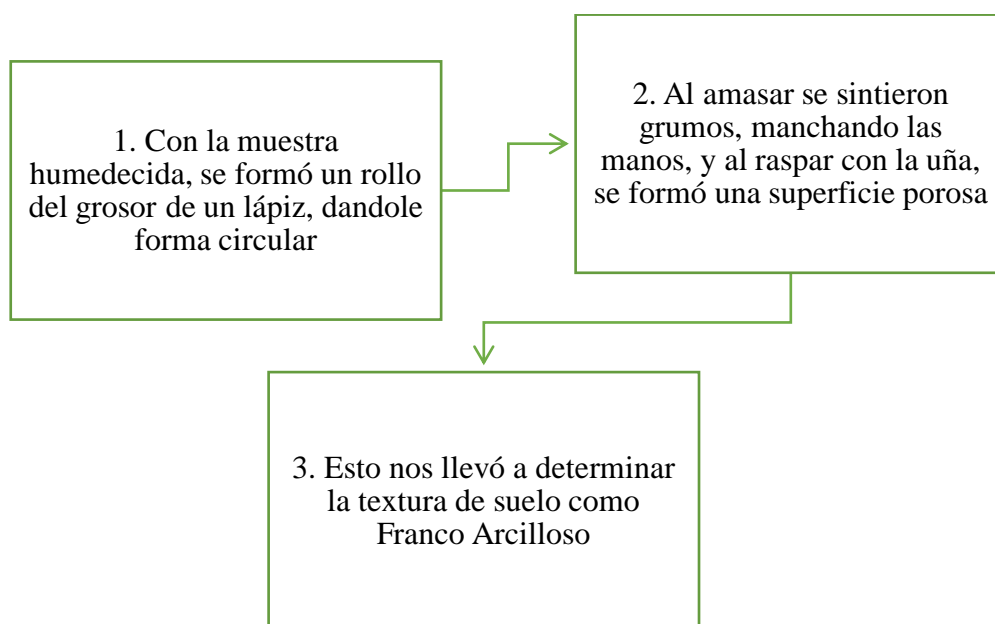 1. Con la muestra
humedecida, se formó un rollo
del grosor de un lápiz, dandole
forma circular
2. Al amasar se sintieron
grumos, manchando las
manos, y al raspar con la uña,
se formó una superficie porosa
3. Esto nos llevó a determinar
la textura de suelo como
Franco Arcilloso